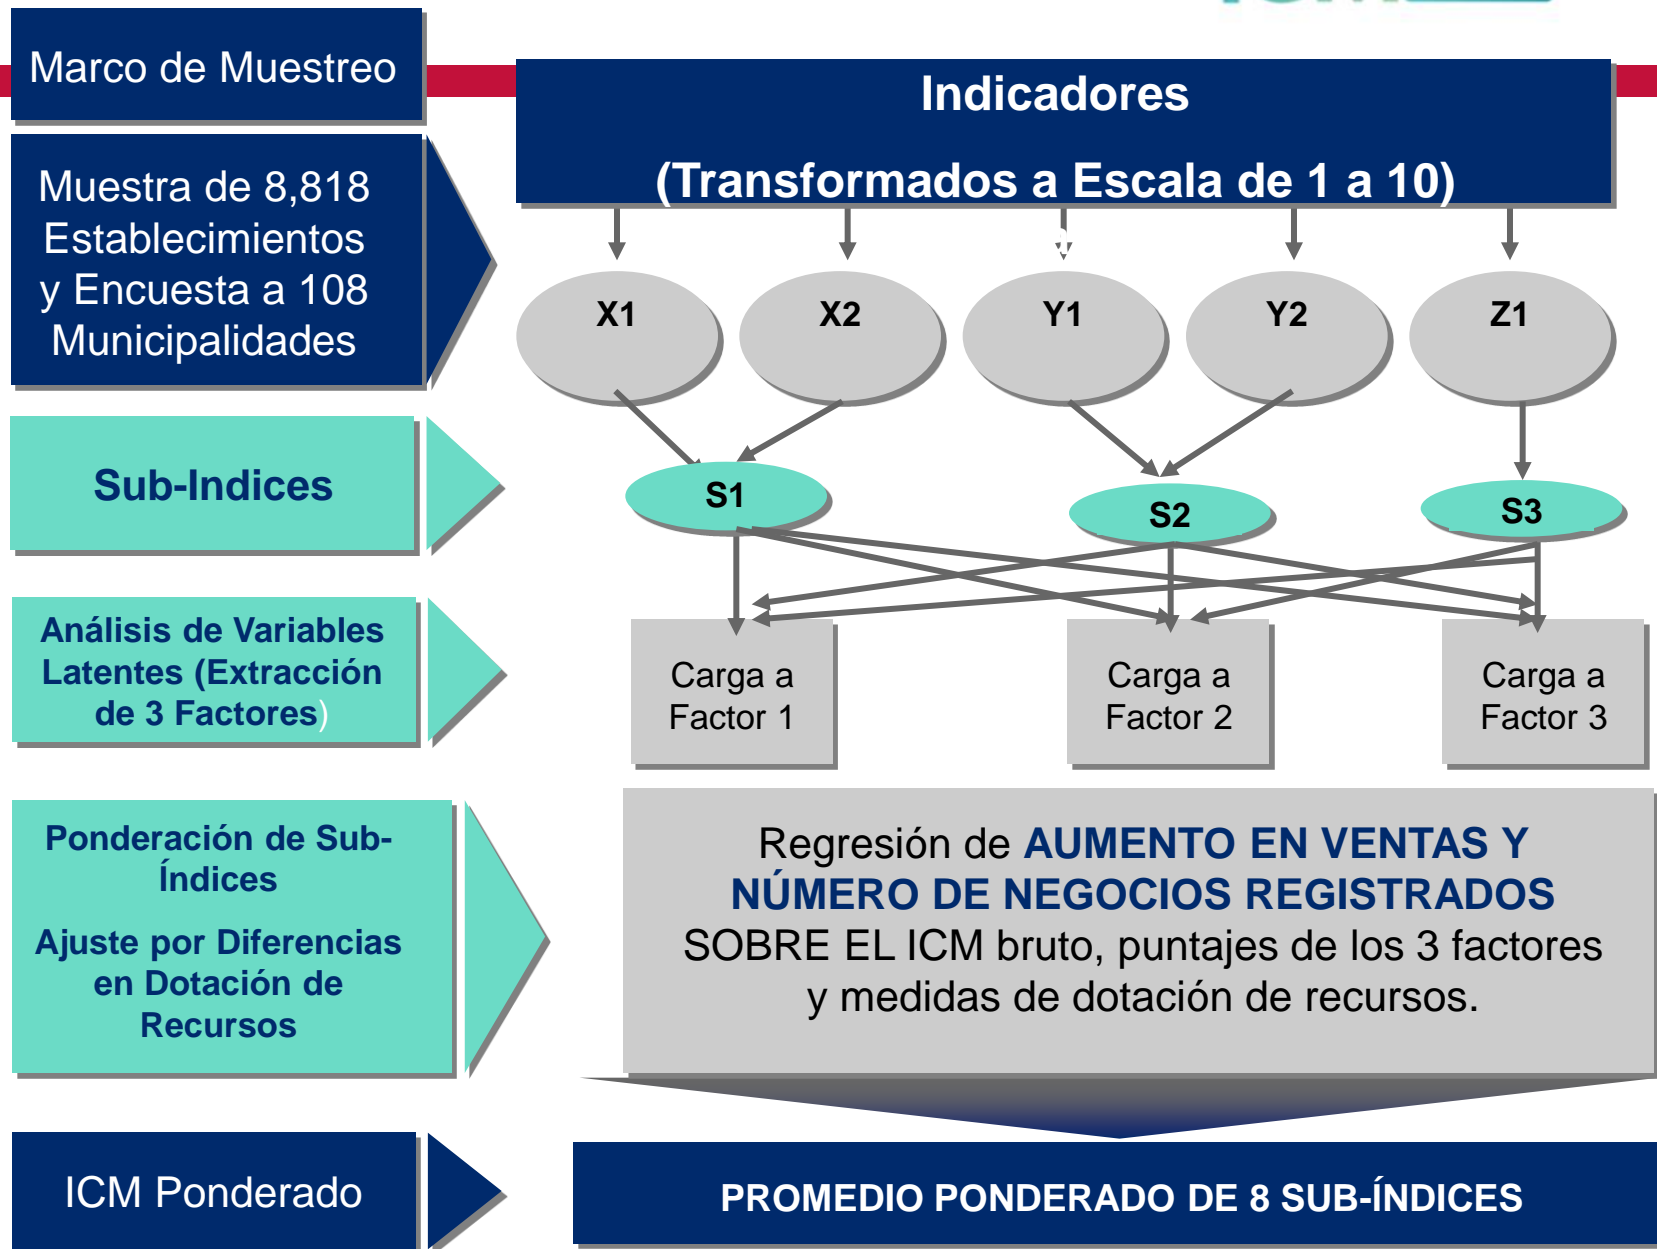 Marco de Muestreo
Indicadores
(Transformados a Escala de 1 a 10)
Muestra de 8,818
Establecimientos
y Encuesta a 108
Municipalidades
X1
X2
Y1
Y2
Z1
Sub-Indices
S1
S2
S3
Análisis de Variables
Latentes (Extracción
de 3 Factores)
Carga a
Factor 1
Carga a
Factor 2
Carga a
Factor 3
Ponderación de Sub-
Índices
Ajuste por Diferencias
en Dotación de
Recursos
Regresión de AUMENTO EN VENTAS Y
NÚMERO DE NEGOCIOS REGISTRADOS
SOBRE EL ICM bruto, puntajes de los 3 factores
y medidas de dotación de recursos.
ICM Ponderado
PROMEDIO PONDERADO DE 8 SUB-ÍNDICES